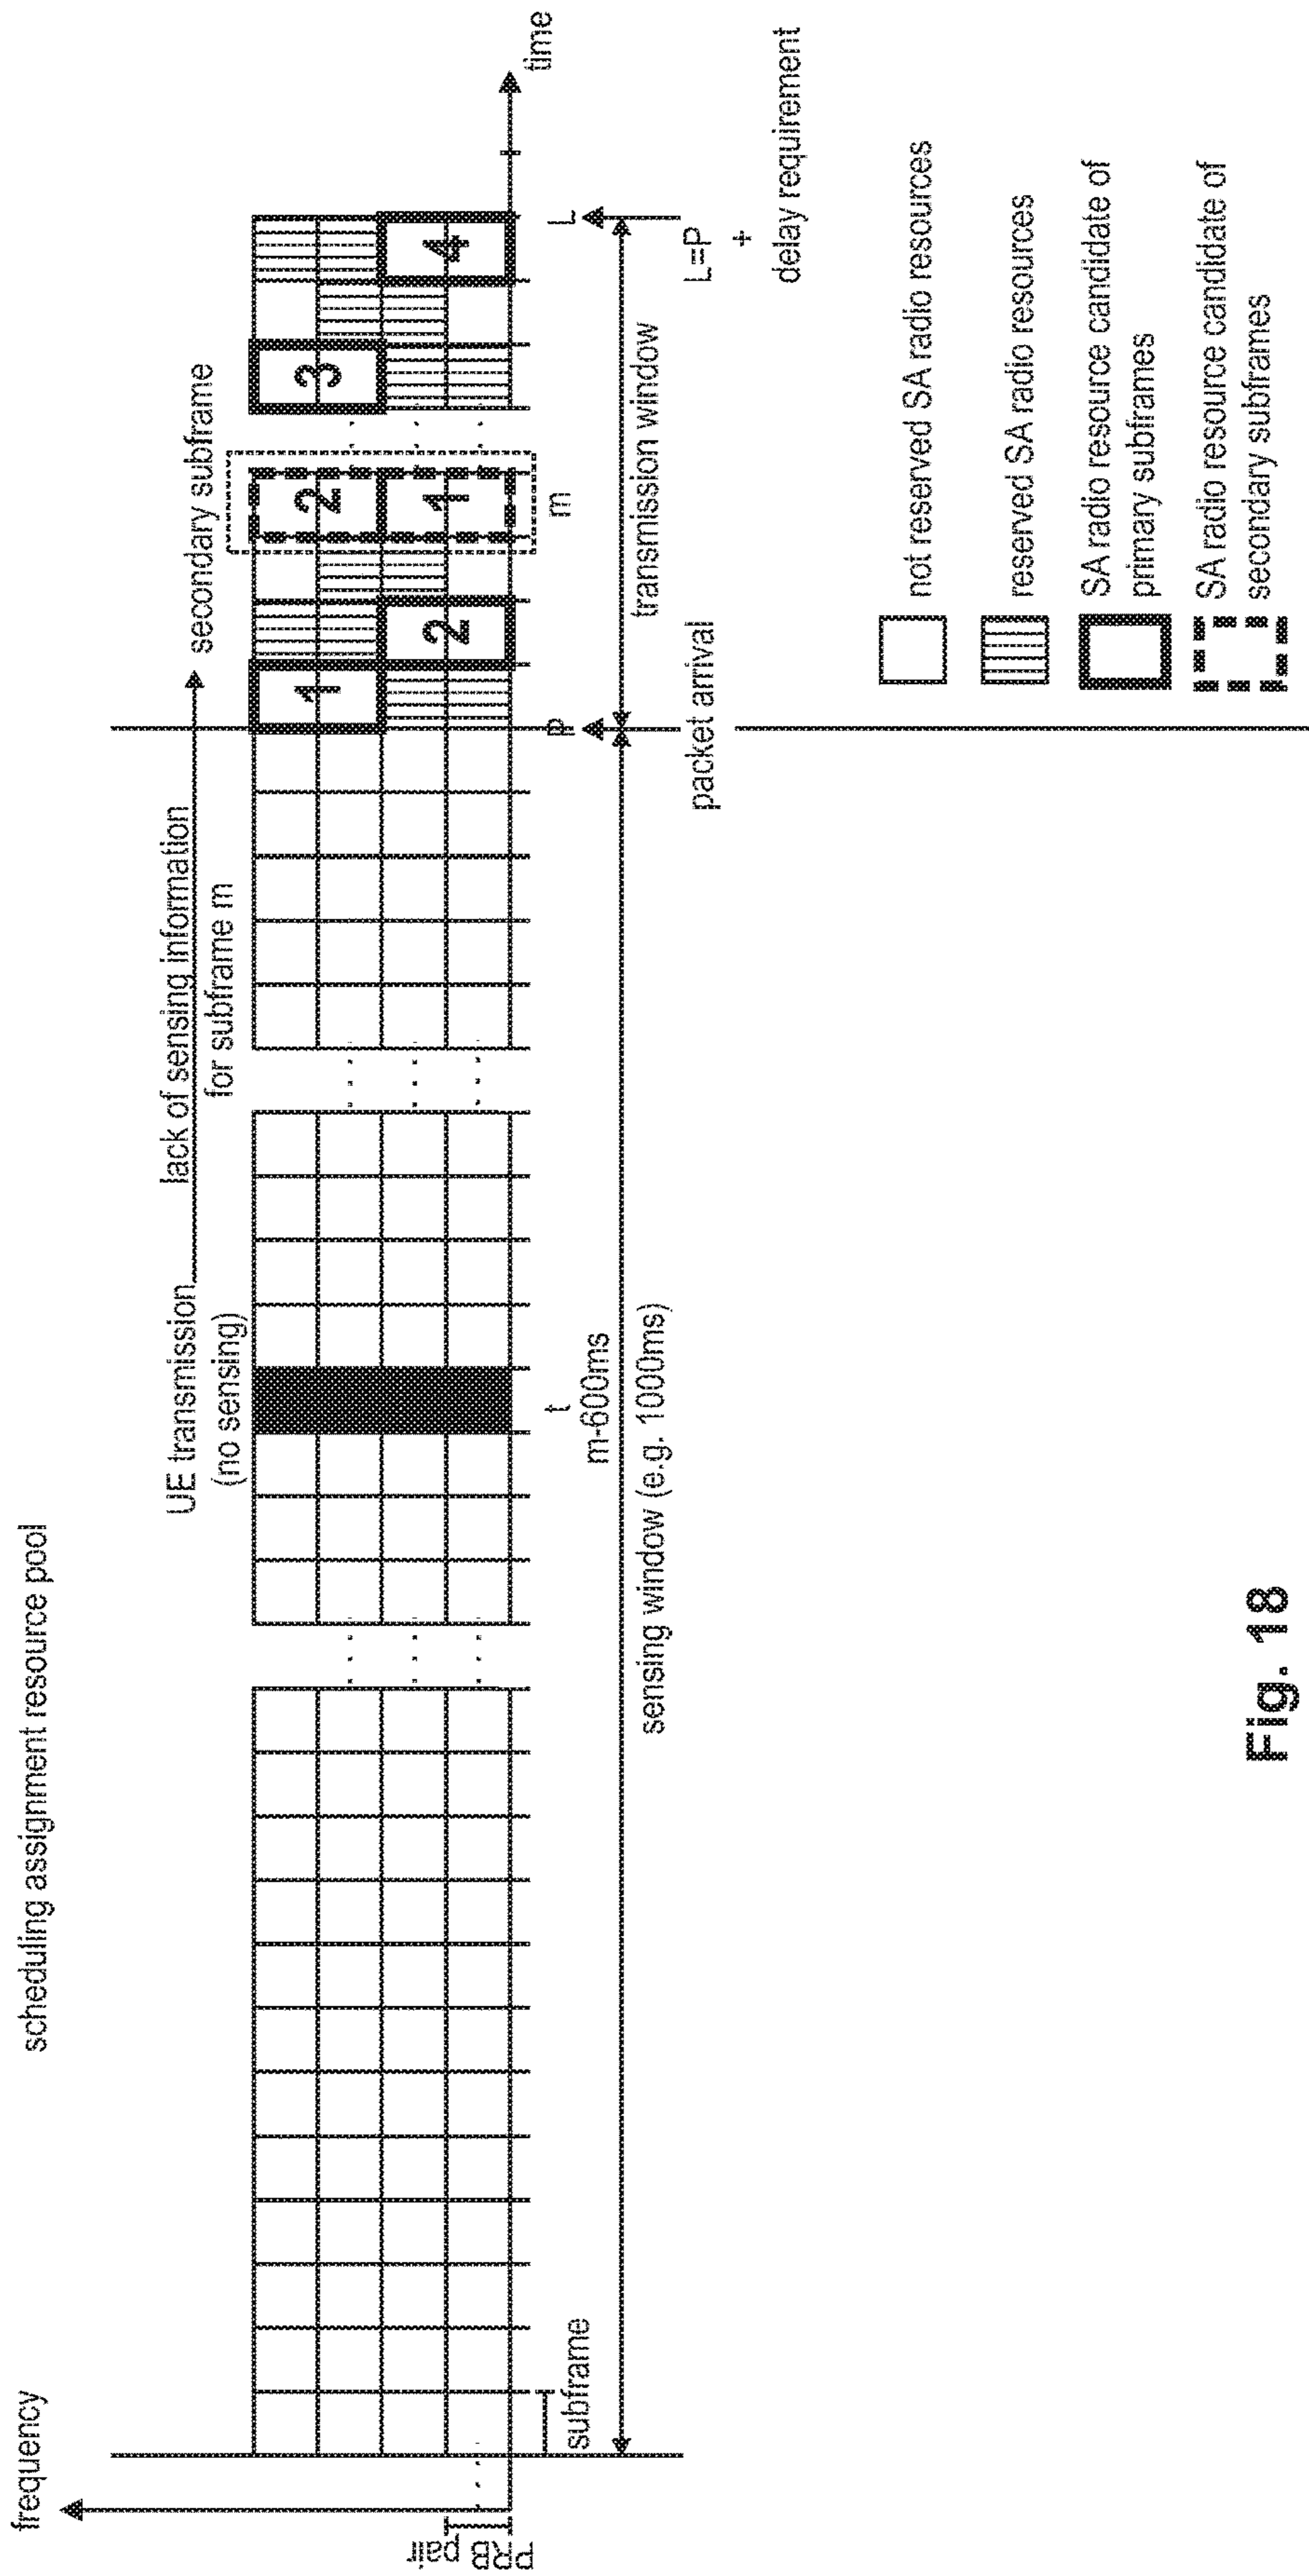 scheduling assignment resource pool
frequency
UE transmission
(no sensing)
lack of sensing information
for subframe m
secondary subframe
1
2
2
1
3
4
PRB pair
subframe
t
m-600ms
P
m
L
time
sensing window (e.g. 1000ms)
transmission window
packet arrival
L=P
+
delay requirement
not reserved SA radio resources
reserved SA radio resources
SA radio resource candidate of
primary subframes
SA radio resource candidate of
secondary subframes
Fig. 18